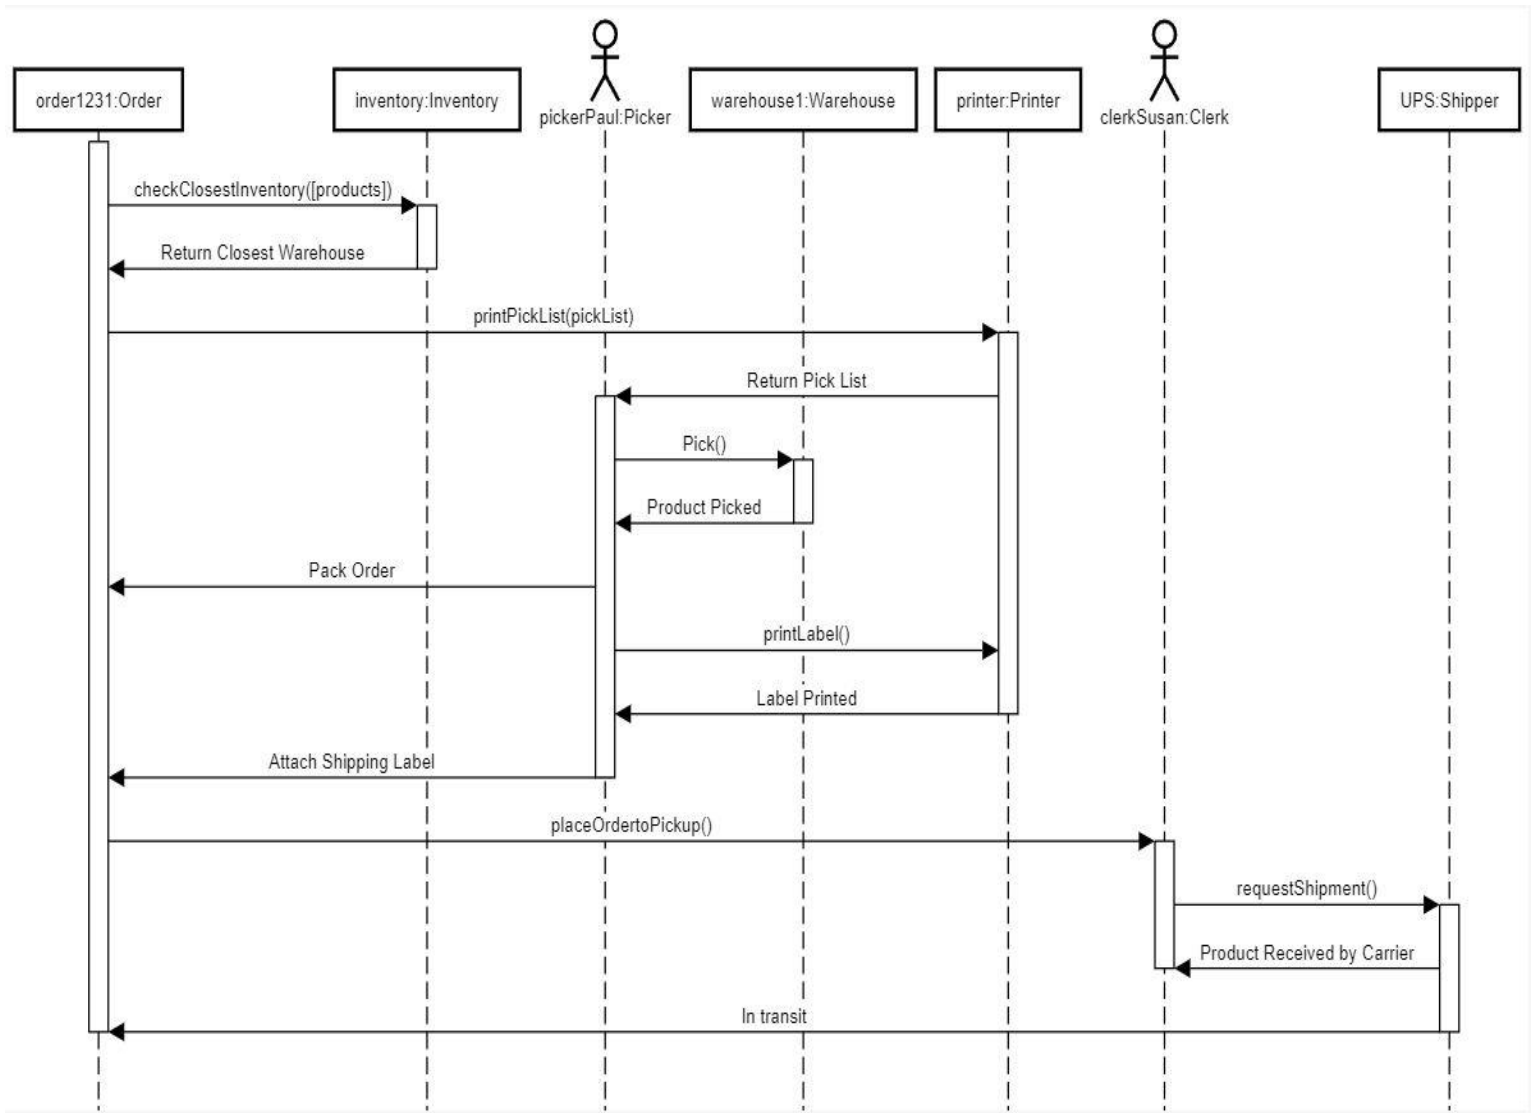 order1231:Order
inventory:Inventory
pickerPaul:Picker
warehouse1:Warehouse
printer:Printer
clerkSusan:Clerk
UPS:Shipper
checkClosestInventory([products])
Return Closest Warehouse
printPickList(pickList)
Return Pick List
Pick()
Product Picked
Pack Order
printLabel()
Label Printed
Attach Shipping Label
placeOrdertoPickup()
requestShipment()
Product Received by Carrier
In transit